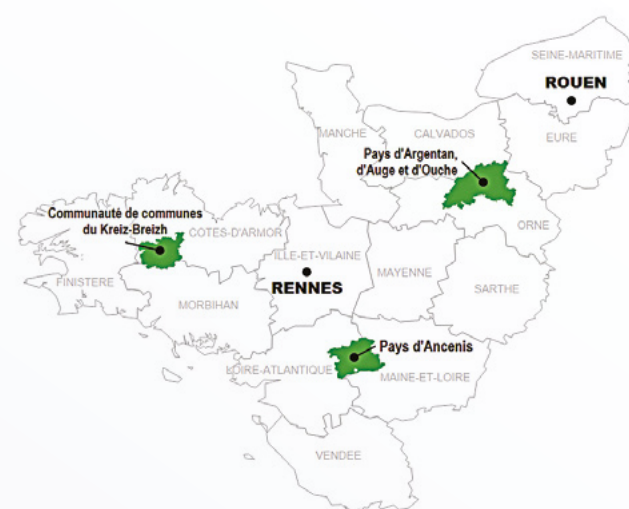 SEINE-MARITIME
ROUEN
MANCHE
CALVADOS
EURE
Pays d'Argentan,
d'Auge et d'Ouche
Communauté de communes
du Kreiz-Breizh
CÔTES-D'ARMOR
ORNE
ILLE-ET-VILAINE
MAYENNE
FINISTERE
RENNES
SARTHE
MORBIHAN
Pays d'Ancenis
LOIRE-ATLANTIQUE
MAINE-ET-LOIRE
VENDEE